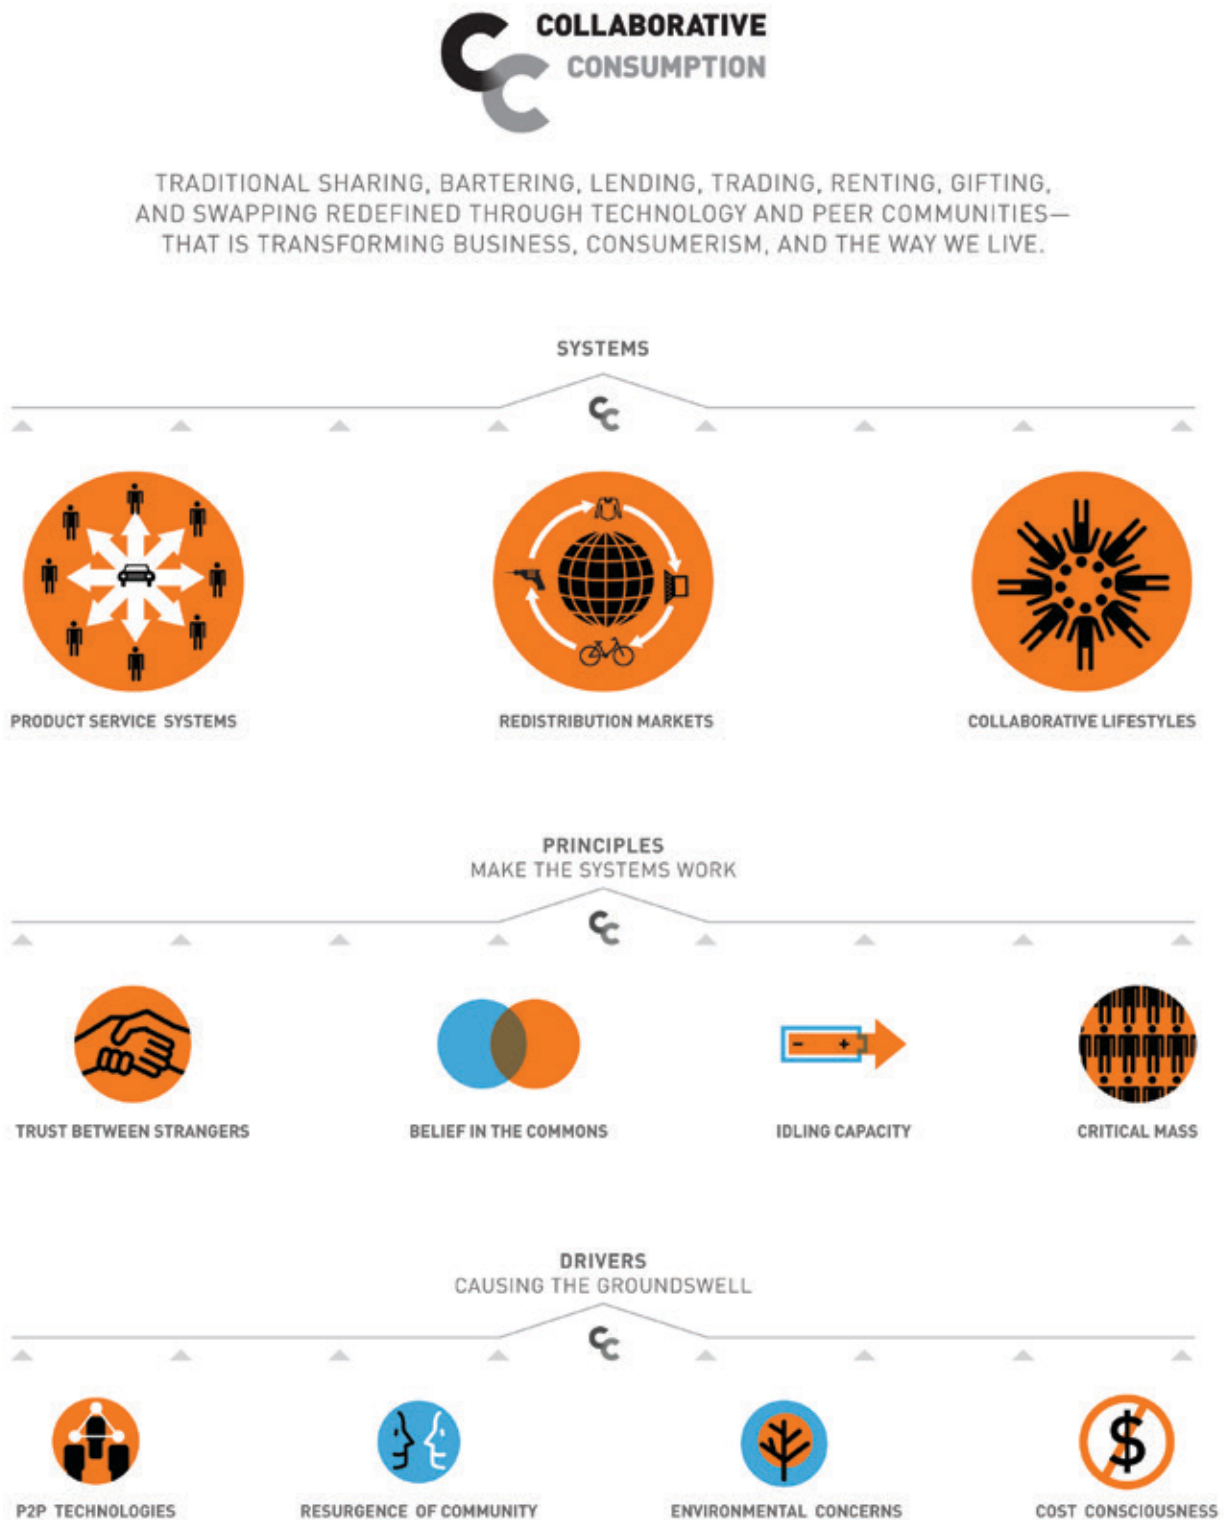 COLLABORATIVE
CONSUMPTION
TRADITIONAL SHARING, BARTERING, LENDING, TRADING, RENTING, GIFTING,
AND SWAPPING REDEFINED THROUGH TECHNOLOGY AND PEER COMMUNITIES—
THAT IS TRANSFORMING BUSINESS, CONSUMERISM, AND THE WAY WE LIVE.
SYSTEMS
PRODUCT SERVICE SYSTEMS
REDISTRIBUTION MARKETS
COLLABORATIVE LIFESTYLES
PRINCIPLES
MAKE THE SYSTEMS WORK
TRUST BETWEEN STRANGERS
BELIEF IN THE COMMONS
IDLING CAPACITY
CRITICAL MASS
DRIVERS
CAUSING THE GROUNDSWELL
P2P TECHNOLOGIES
RESURGENCE OF COMMUNITY
ENVIRONMENTAL CONCERNS
COST CONSCIOUSNESS